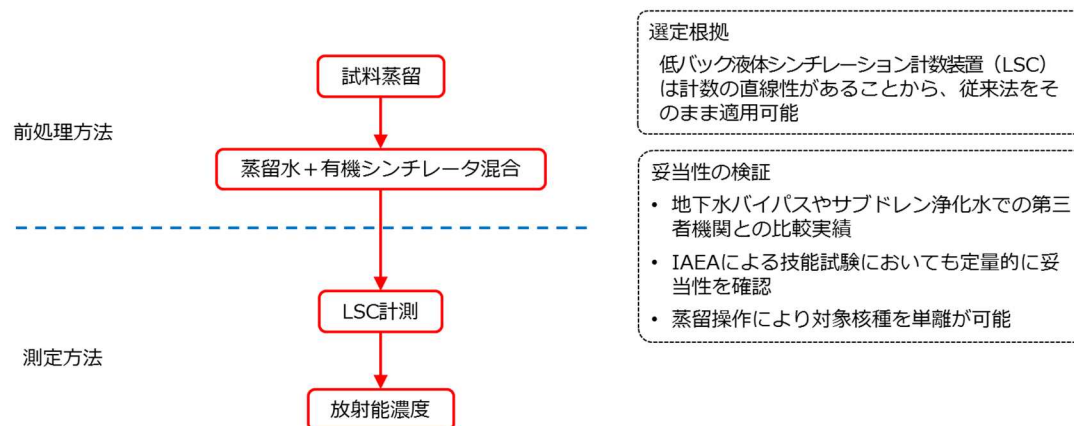 試料蒸留
前処理方法
蒸留水＋有機シンチレータ混合
LSC計測
測定方法
放射能濃度
選定根拠
低バック液体シンチレーション計数装置（LSC）
は計数の直線性があることから、従来法をそ
のまま適用可能
妥当性の検証
• 地下水バイパスやサブドレン浄化水での第三
者機関との比較実績
• IAEAによる技能試験においても定量的に妥
当性を確認
• 蒸留操作により対象核種を単離が可能